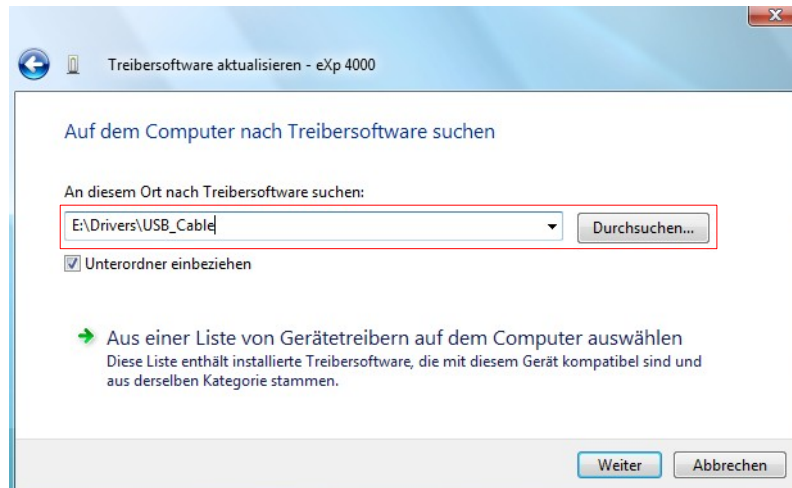 Treibersoftware aktualisieren - eXp 4000
Auf dem Computer nach Treibersoftware suchen
An diesem Ort nach Treibersoftware suchen:
E:\Drivers\USB_Cable
Durchsuchen...
Unterordner einbeziehen
Aus einer Liste von Gerätetreibern auf dem Computer auswählen
Diese Liste enthält installierte Treibersoftware, die mit diesem Gerät kompatibel sind und
aus derselben Kategorie stammen.
Weiter
Abbrechen